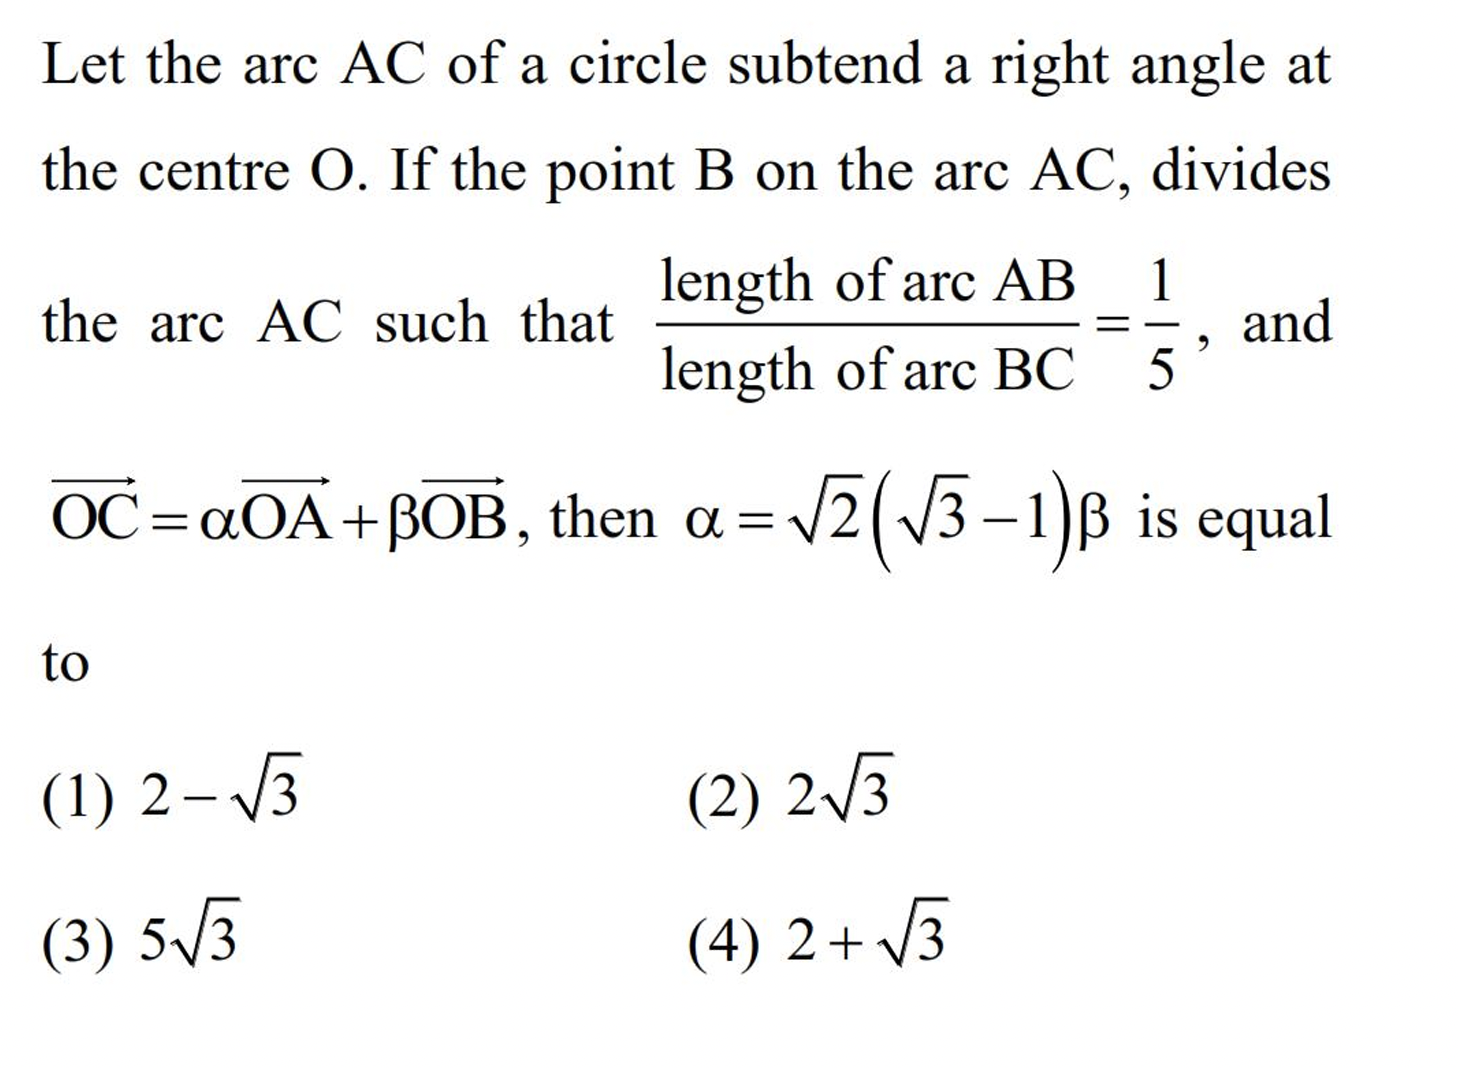 Let the arc AC of a circle subtend a right angle at
the centre O. If the point B on the arc AC, divides
the arc AC such that $\frac{\text{length of arc AB}}{\text{length of arc BC}} = \frac{1}{5}$, and
$\overrightarrow{OC} = \alpha\overrightarrow{OA} + \beta\overrightarrow{OB}$, then $\alpha = \sqrt{2}(\sqrt{3}-1)\beta$ is equal
to
(1) $2-\sqrt{3}$ (2) $2\sqrt{3}$
(3) $5\sqrt{3}$ (4) $2+\sqrt{3}$